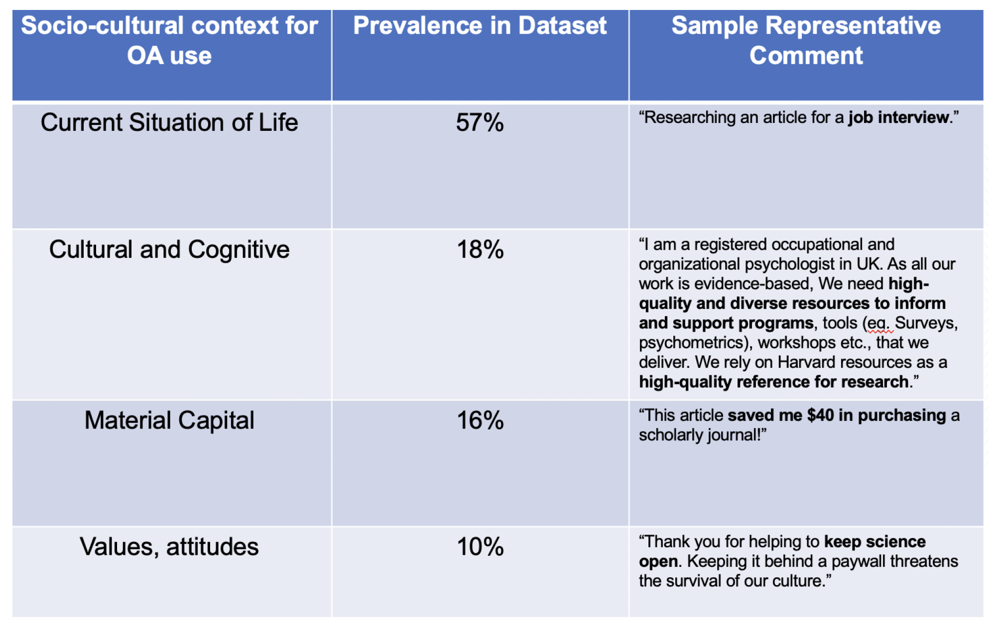 Socio-cultural context for
OA use
Prevalence in Dataset
Sample Representative
Comment
Current Situation of Life
57%
“Researching an article for a job interview.”
Cultural and Cognitive
18%
“I am a registered occupational and
organizational psychologist in UK. As all our
work is evidence-based, We need high-
quality and diverse resources to inform
and support programs, tools (eg. Surveys,
psychometrics), workshops etc., that we
deliver. We rely on Harvard resources as a
high-quality reference for research.”
Material Capital
16%
“This article saved me $40 in purchasing a
scholarly journal!”
Values, attitudes
10%
“Thank you for helping to keep science
open. Keeping it behind a paywall threatens
the survival of our culture.”